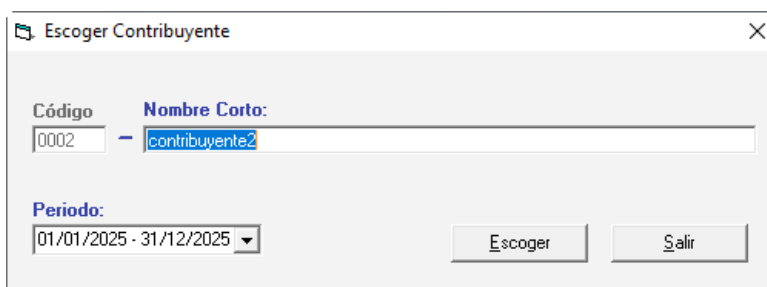 Escoger Contribuyente
Código Nombre Corto:
0002 - contribuyente2
Periodo:
01/01/2025 - 31/12/2025 Escoger Salir